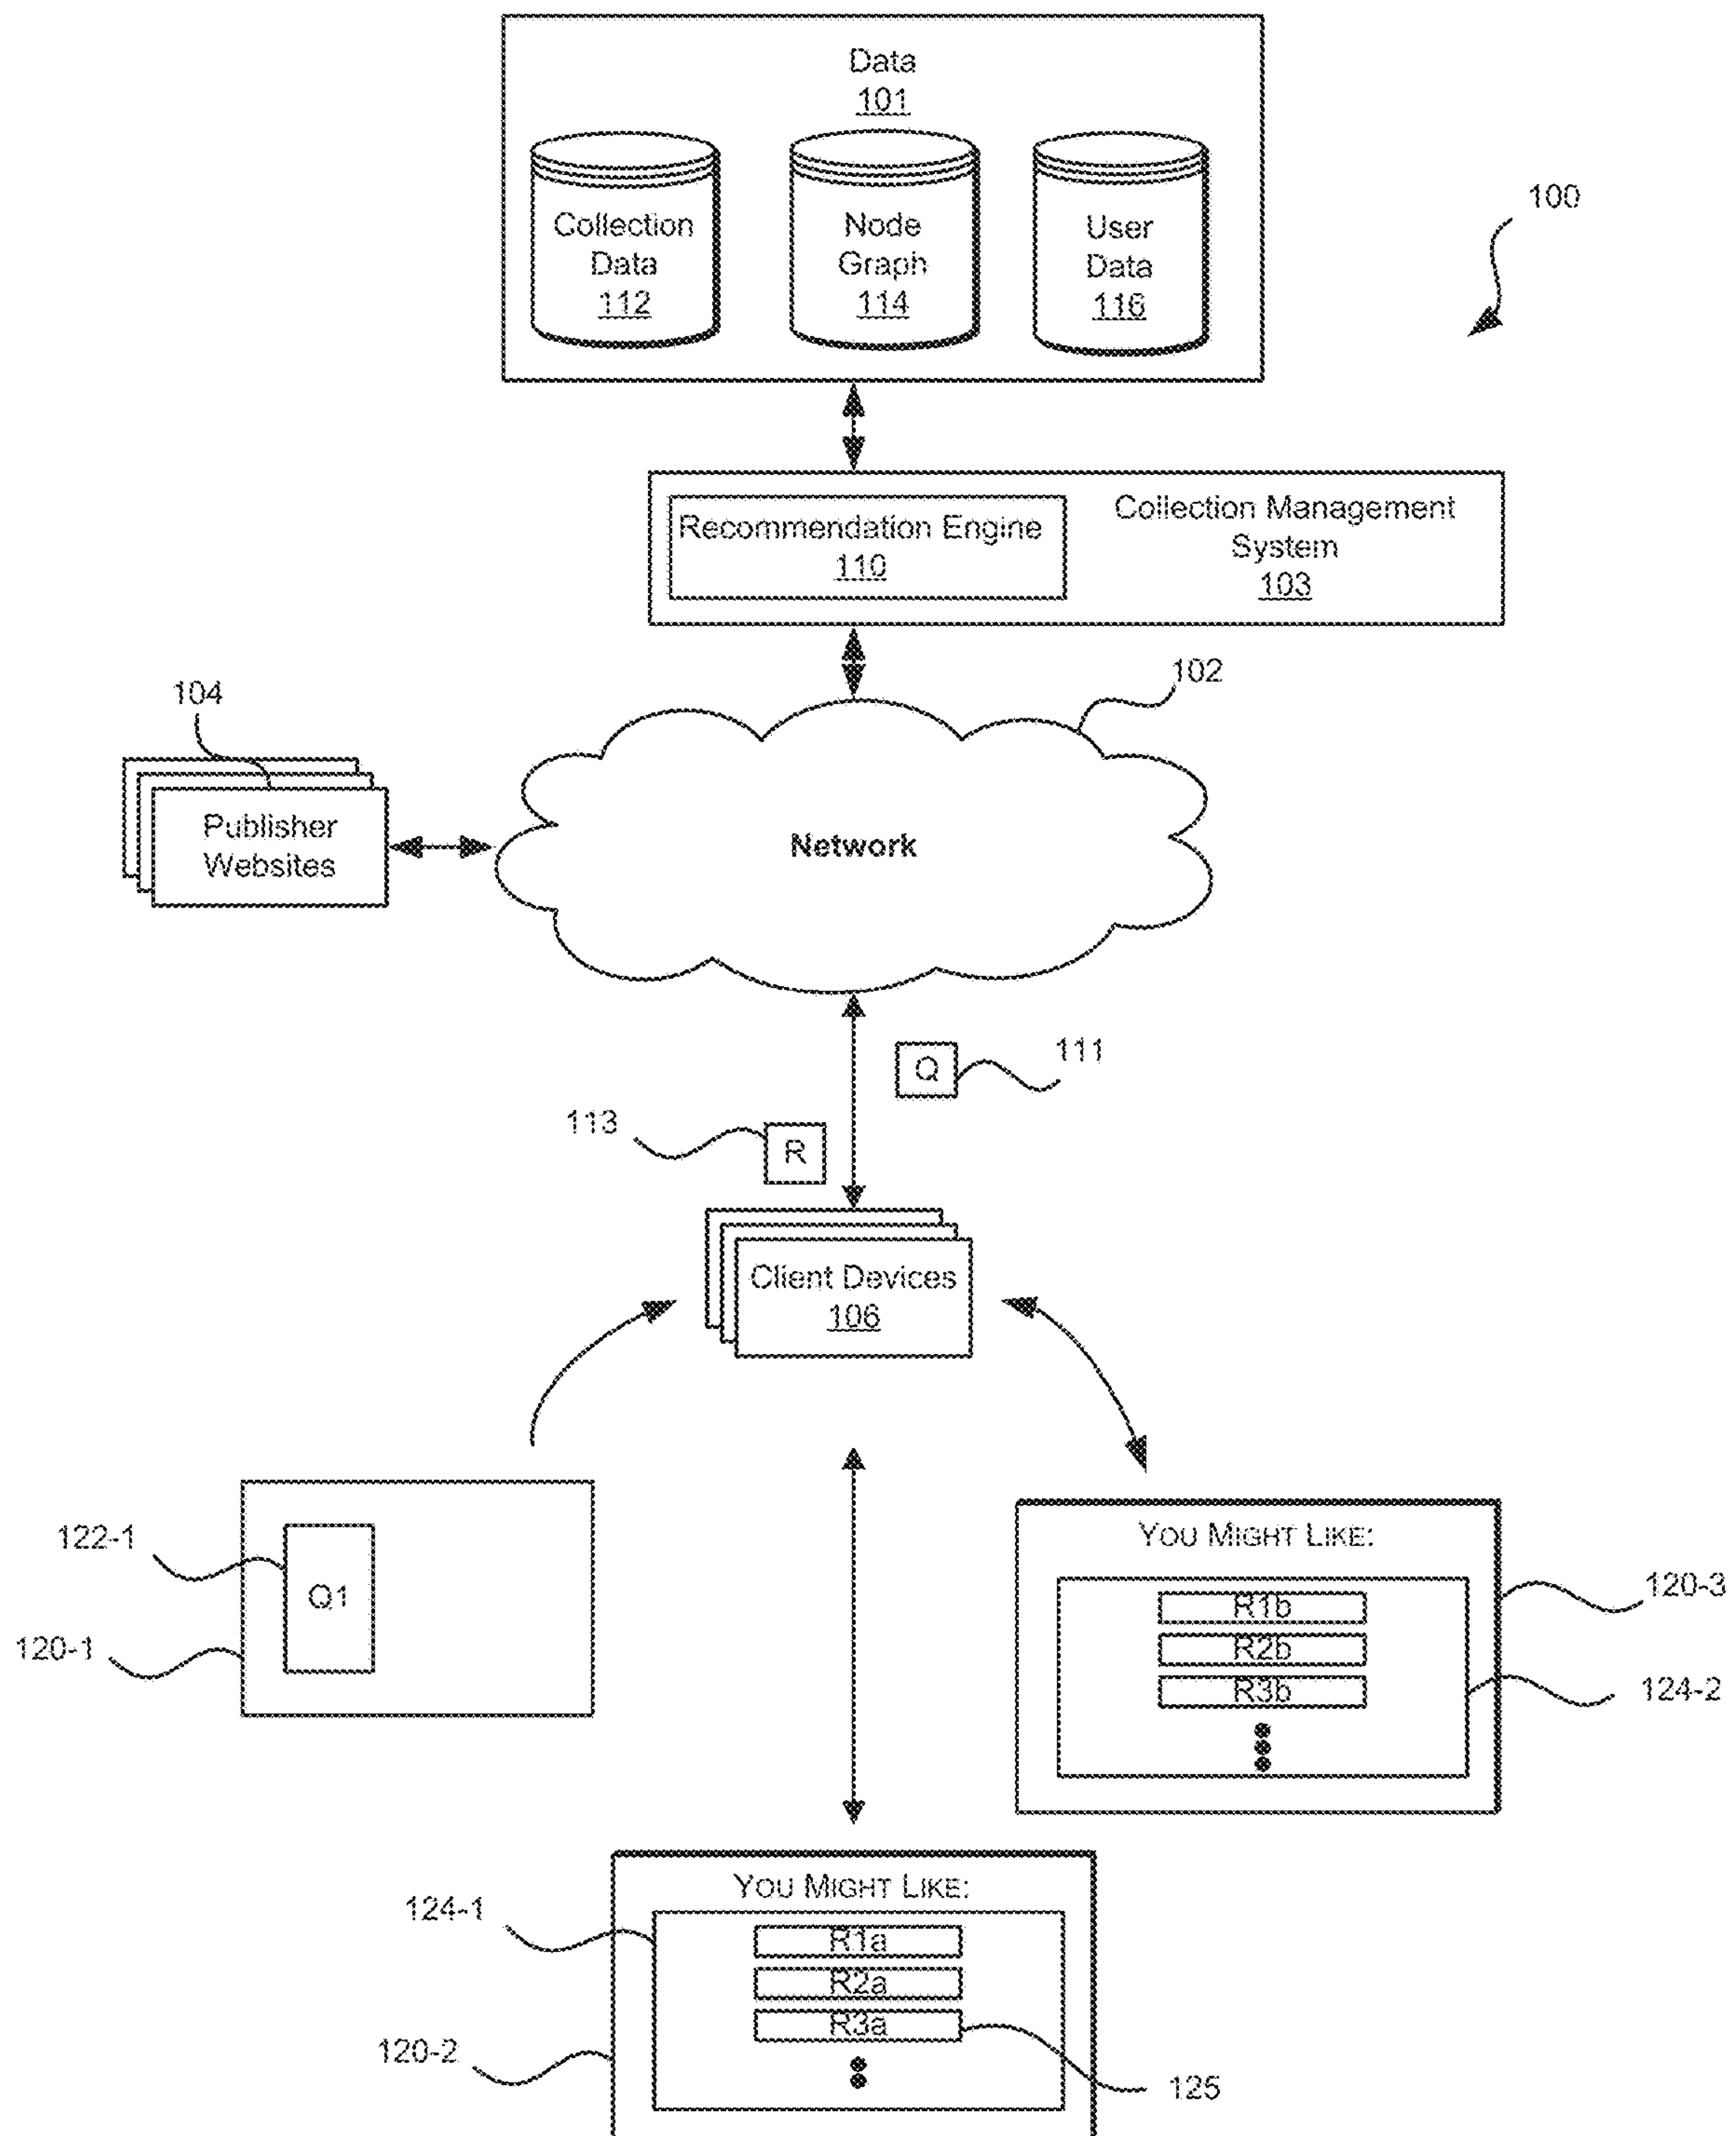 Data
101
Collection
Data
112
Node
Graph
114
User
Data
116
100
Recommendation Engine
110
Collection Management
System
103
102
104
Publisher
Websites
Network
Q
111
113
R
Client Devices
106
122-1
Q1
120-1
YOU MIGHT LIKE:
R1b
R2b
R3b
120-3
124-2
YOU MIGHT LIKE:
124-1
R1a
R2a
R3a
120-2
125